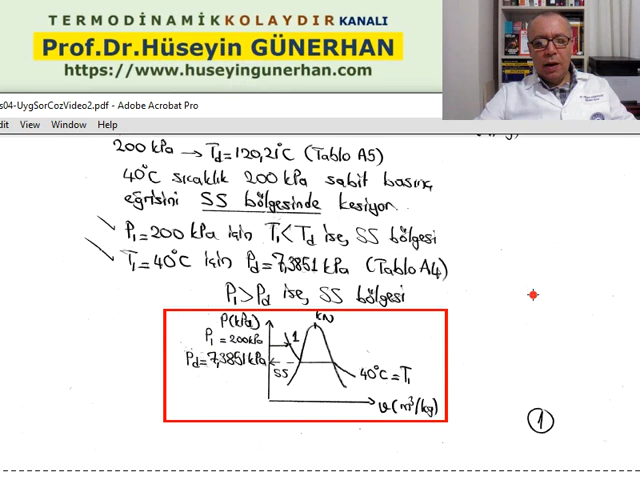 TERMODİNAMİKKOLAYDIR KANALI
Prof.Dr.Hüseyin GÜNERHAN
https://www.huseyingunerhan.com/
s04-UygSorCozVideo2.pdf - Adobe Acrobat Pro
dit View Window Help
200 kPa → Td=120,21°C (Tablo A5)
40°C sıcaklık 200 kPa sabit basınç
eğrisini SS bölgesinde kesiyor.
P1=200 kPa için T1<Td ise, SS bölgesi
T1=40°C için Pd=7,3851 kPa (Tablo A4)
P1>Pd ise, SS bölgesi
P(kPa)
KN
P1=200kPa
1
Pd=7,3851kPa
SS
40°C=T1
v(m³/kg)
1